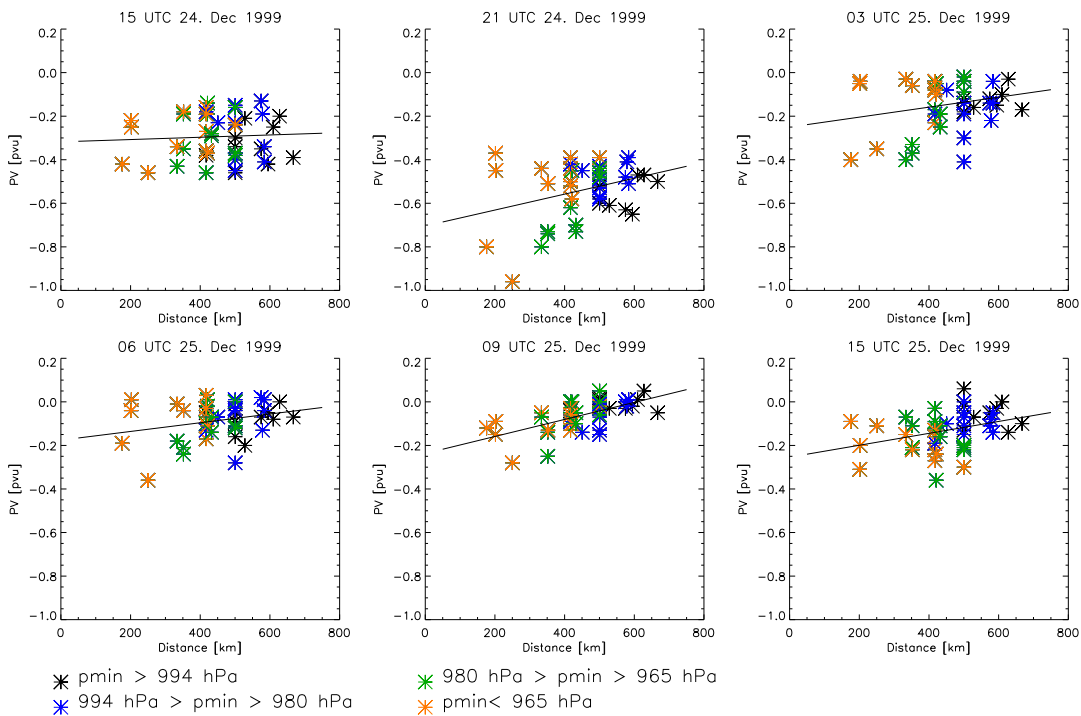 15 UTC 24. Dec 1999
21 UTC 24. Dec 1999
03 UTC 25. Dec 1999
0.2
0.0
−0.2
−0.4
−0.6
−0.8
−1.0
PV [pvu]
0 200 400 600 800
Distance [km]
0.2
0.0
−0.2
−0.4
−0.6
−0.8
−1.0
PV [pvu]
0 200 400 600 800
Distance [km]
0.2
0.0
−0.2
−0.4
−0.6
−0.8
−1.0
PV [pvu]
0 200 400 600 800
Distance [km]
06 UTC 25. Dec 1999
09 UTC 25. Dec 1999
15 UTC 25. Dec 1999
0.2
0.0
−0.2
−0.4
−0.6
−0.8
−1.0
PV [pvu]
0 200 400 600 800
Distance [km]
0.2
0.0
−0.2
−0.4
−0.6
−0.8
−1.0
PV [pvu]
0 200 400 600 800
Distance [km]
0.2
0.0
−0.2
−0.4
−0.6
−0.8
−1.0
PV [pvu]
0 200 400 600 800
Distance [km]
pmin > 994 hPa
994 hPa > pmin > 980 hPa
980 hPa > pmin > 965 hPa
pmin< 965 hPa